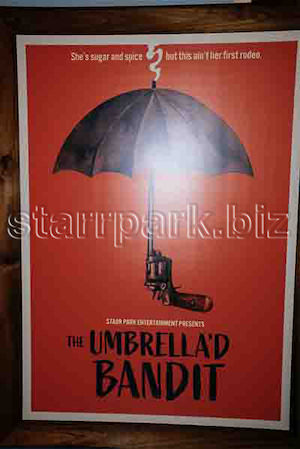 She's sugar and spice but this ain't her first rodeo.
starrpark.biz
STARR PARK ENTERTAINMENT PRESENTS
THE UMBRELLA'D
BANDIT